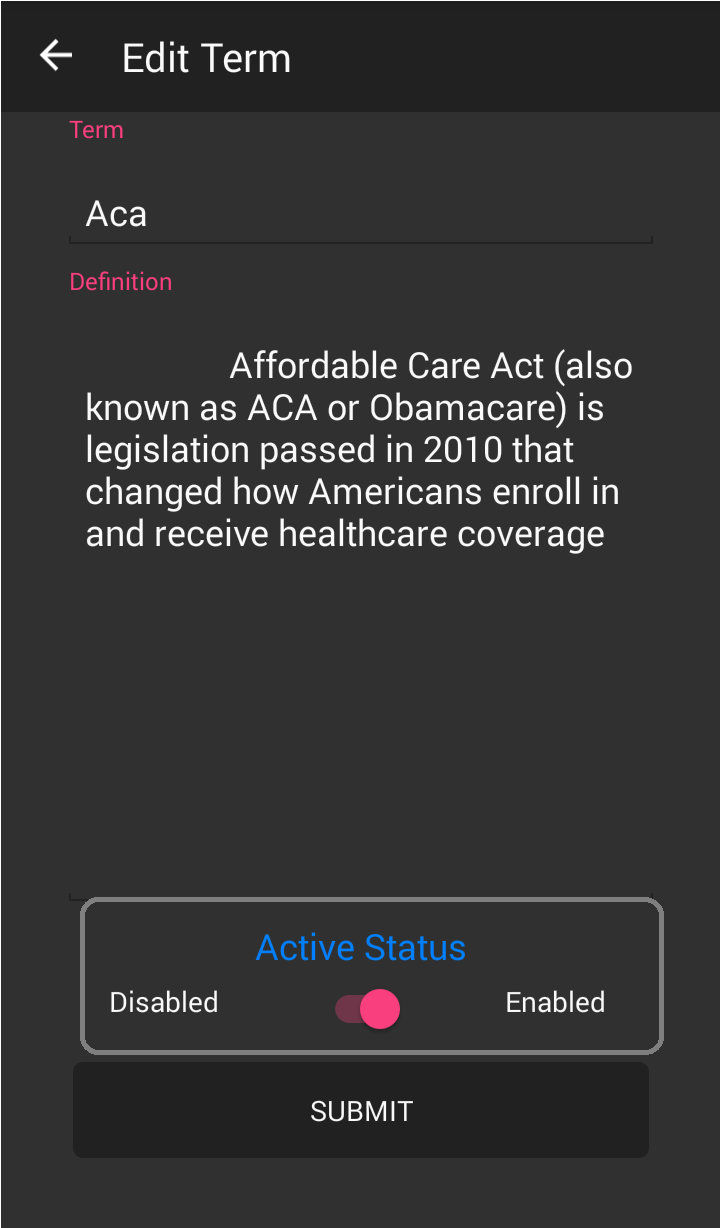 Edit Term
Term
Aca
Definition
Affordable Care Act (also
known as ACA or Obamacare) is
legislation passed in 2010 that
changed how Americans enroll in
and receive healthcare coverage
Active Status
Disabled Enabled
SUBMIT